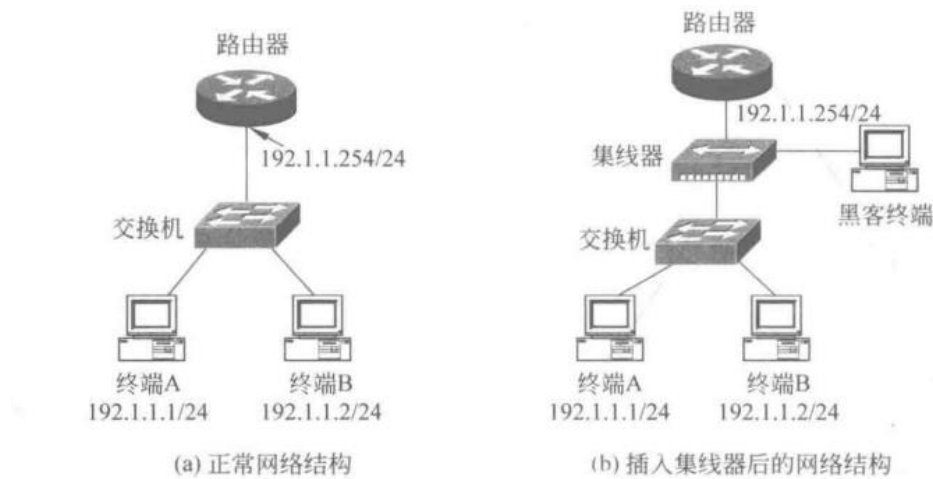 路由器
192.1.1.254/24
交换机
终端A
192.1.1.1/24
终端B
192.1.1.2/24
(a) 正常网络结构
路由器
192.1.1.254/24
集线器
黑客终端
交换机
终端A
192.1.1.1/24
终端B
192.1.1.2/24
(b) 插入集线器后的网络结构